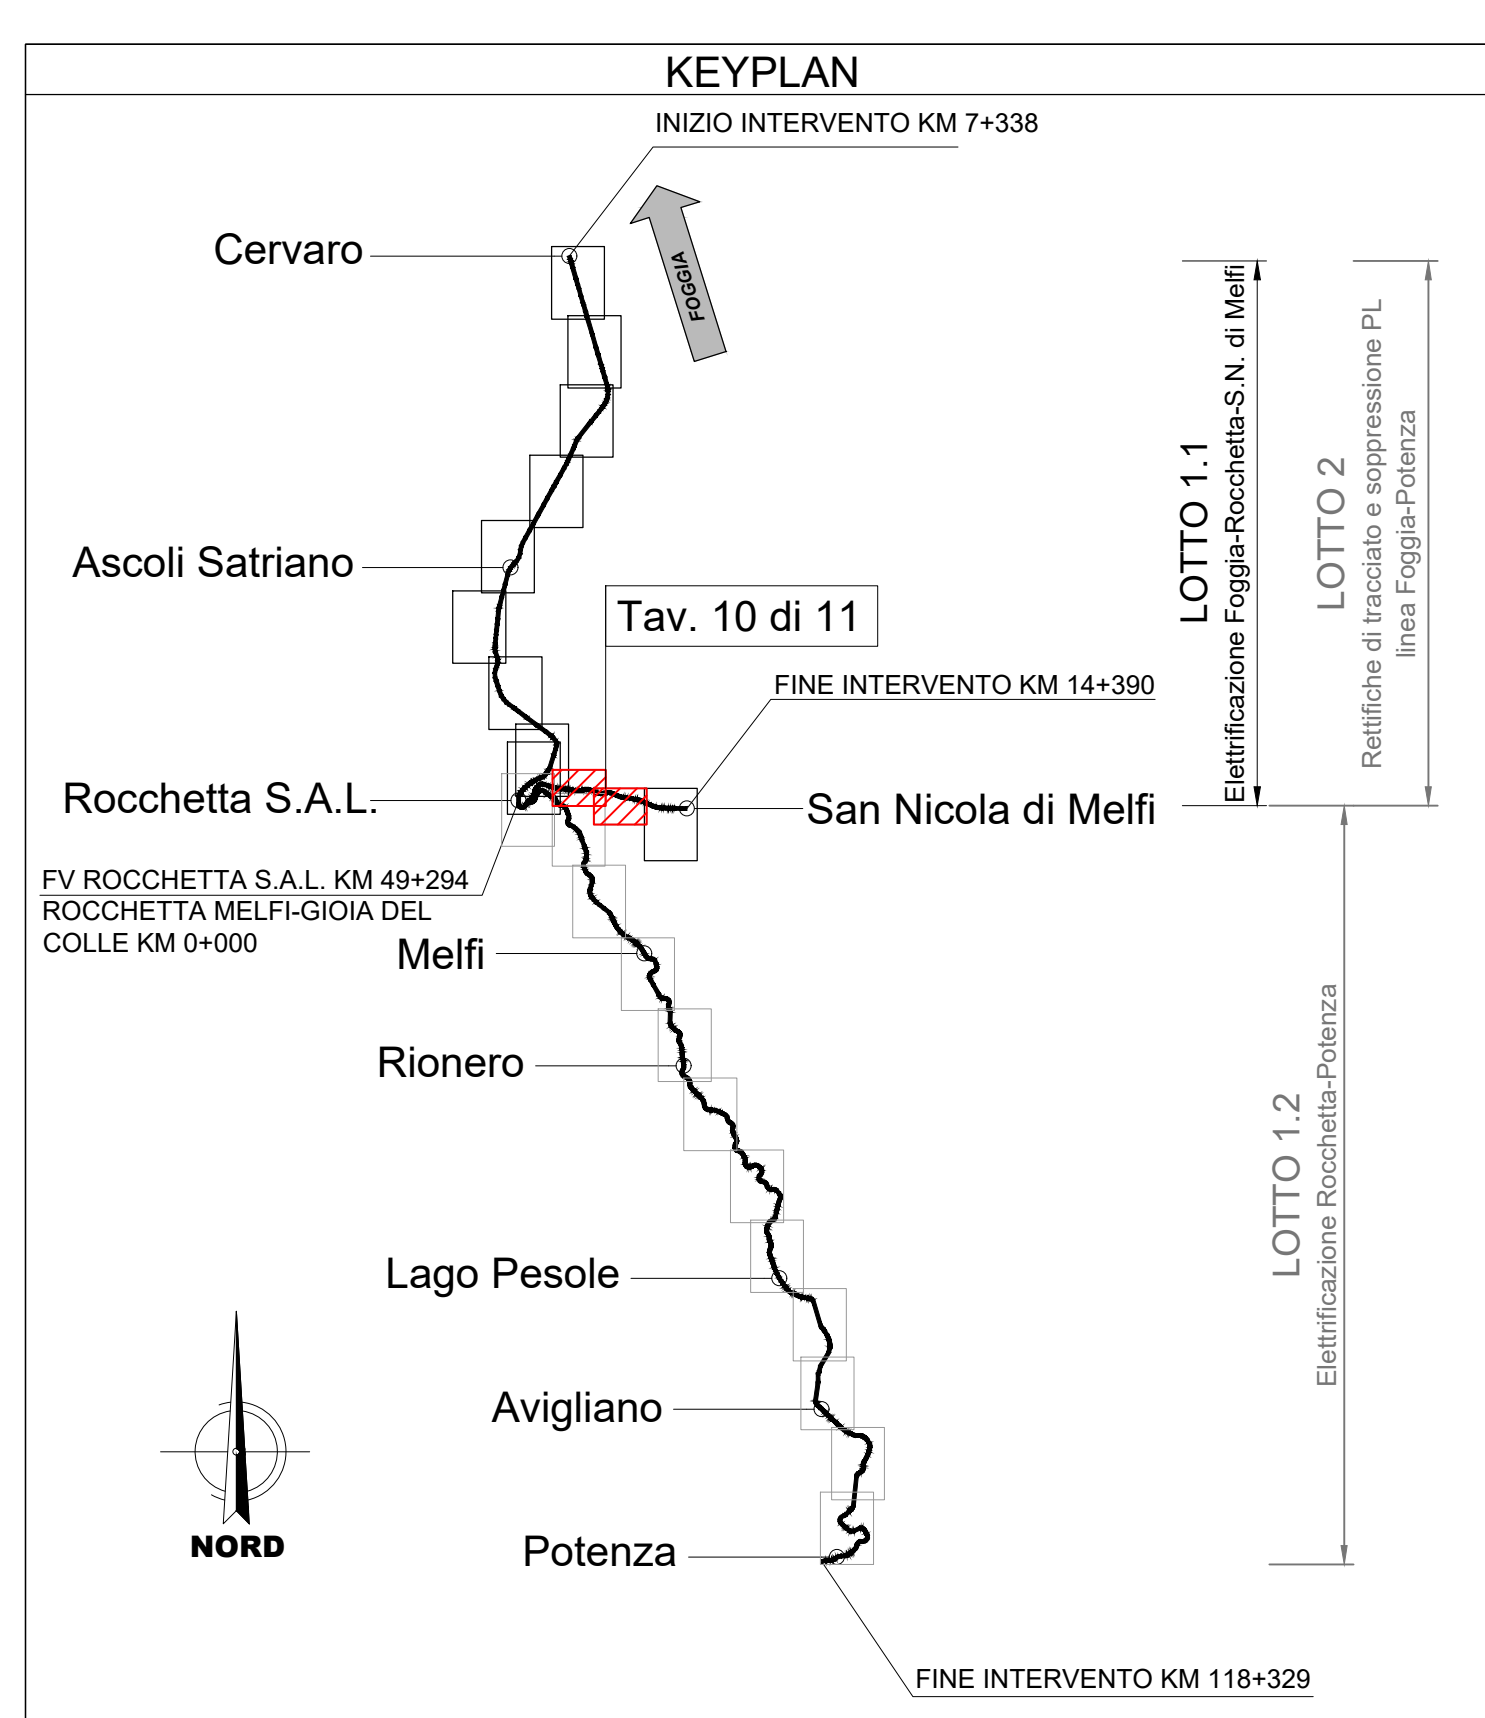 KEYPLAN
INIZIO INTERVENTO KM 7+338
FOGGIA
Cervaro
Ascoli Satriano
Tav. 10 di 11
FINE INTERVENTO KM 14+390
Rocchetta S.A.L.
San Nicola di Melfi
FV ROCCHETTA S.A.L. KM 49+294
ROCCHETTA MELFI-GIOIA DEL
COLLE KM 0+000
Melfi
Rionero
Lago Pesole
Avigliano
Potenza
FINE INTERVENTO KM 118+329
NORD
LOTTO 1.1
Elettrificazione Foggia-Rocchetta-S.N. di Melfi
LOTTO 2
Rettifiche di tracciato e soppressione PL
linea Foggia-Potenza
LOTTO 1.2
Elettrificazione Rocchetta-Potenza